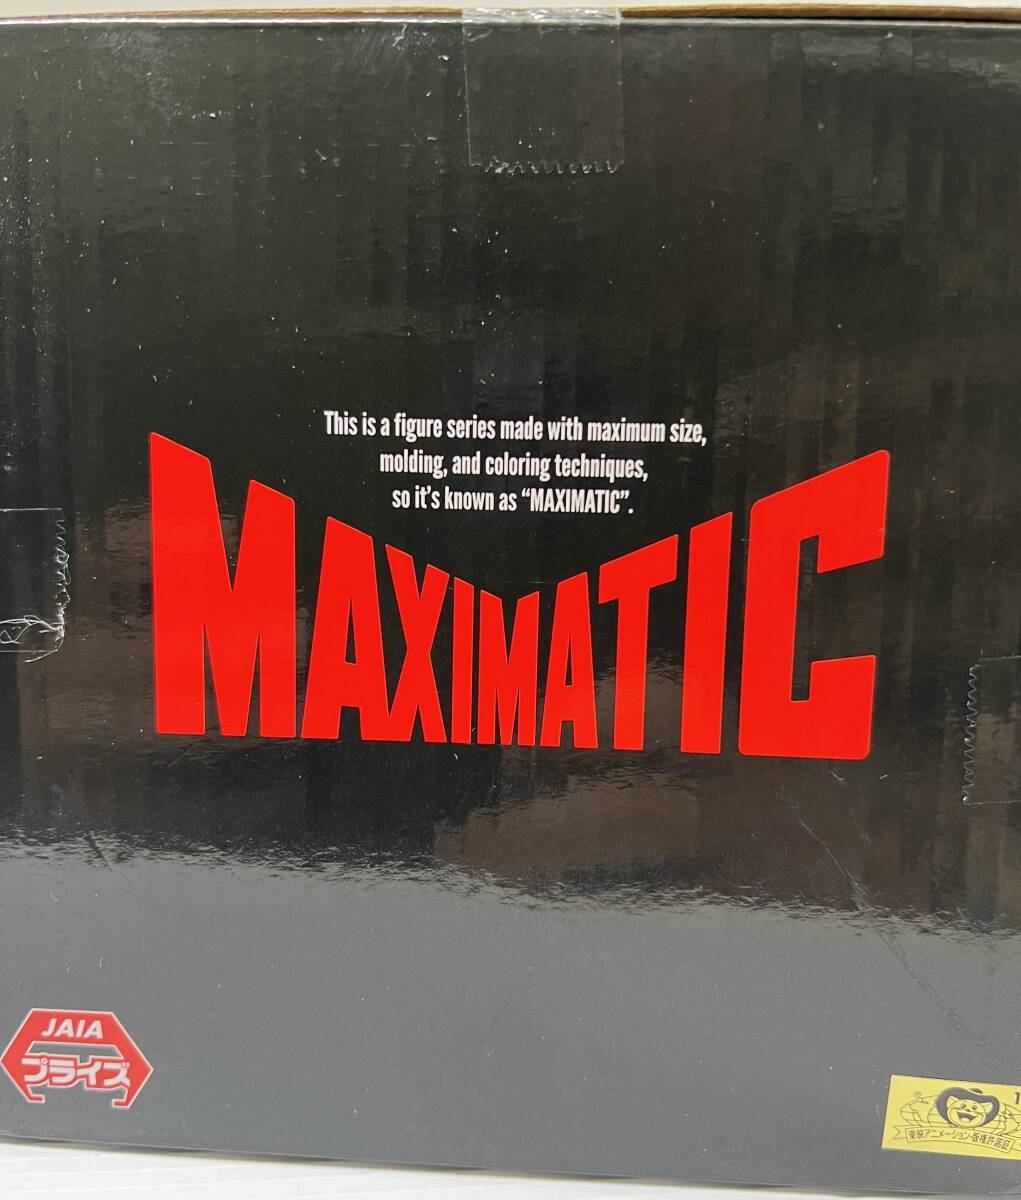 This is a figure series made with maximum size,
molding, and coloring techniques,
so it's known as “MAXIMATIC”.
MAXIMATIC
JAIA
プライズ
東映アニメーション・版権許諾証